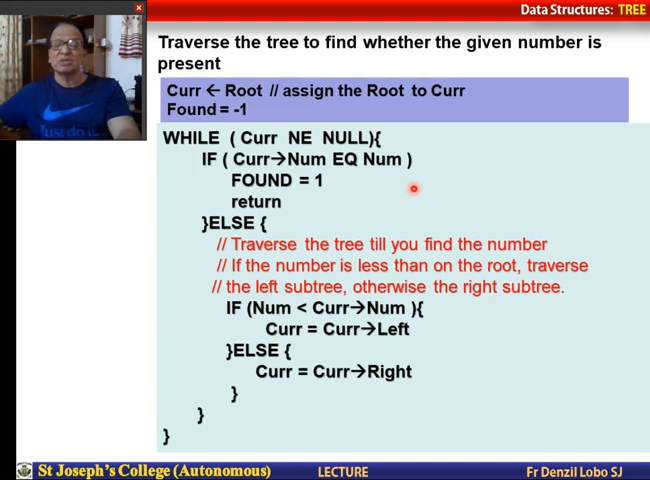 Data Structures: TREE
Traverse the tree to find whether the given number is
present
Curr ← Root // assign the Root to Curr
Found = -1
WHILE ( Curr NE NULL){
IF ( Curr→Num EQ Num )
FOUND = 1
return
}ELSE {
// Traverse the tree till you find the number
// If the number is less than on the root, traverse
// the left subtree, otherwise the right subtree.
IF (Num < Curr→Num ){
Curr = Curr→Left
}ELSE {
Curr = Curr→Right
}
}
}
Just do it.
St Joseph's College (Autonomous) LECTURE Fr Denzil Lobo SJ